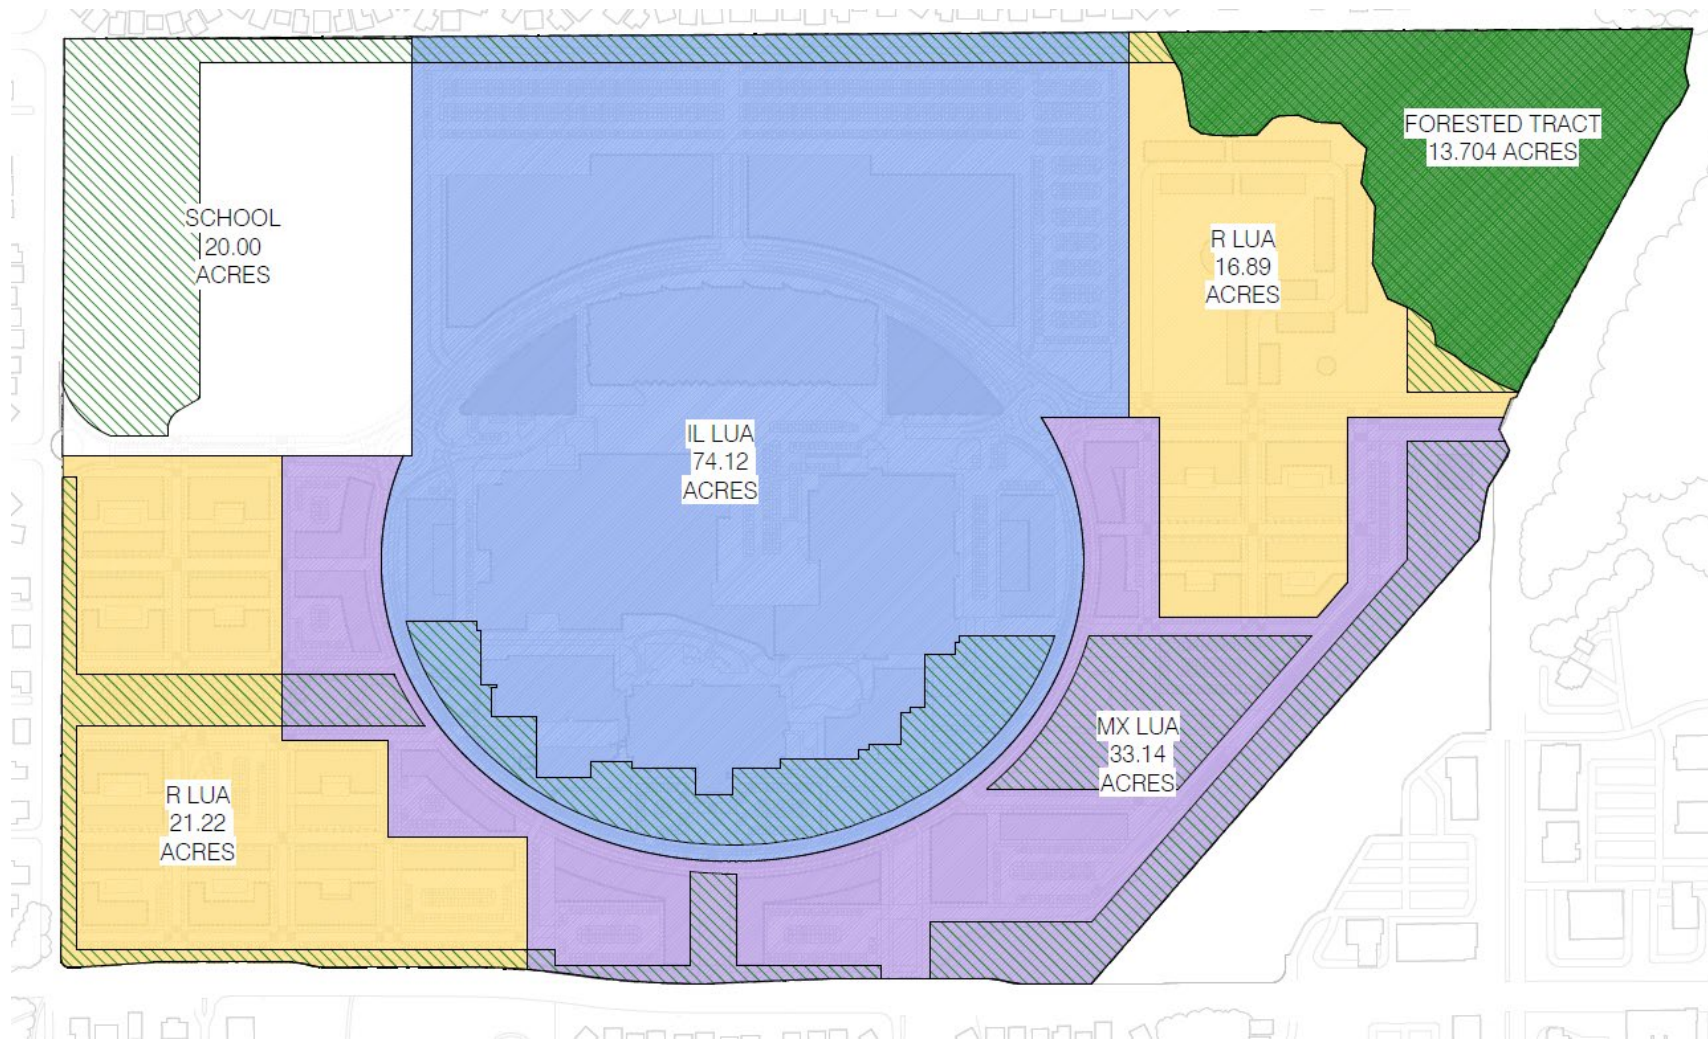 FORESTED TRACT
13.704 ACRES
SCHOOL
20.00
ACRES
R LUA
16.89
ACRES
IL LUA
74.12
ACRES
MX LUA
33.14
ACRES
R LUA
21.22
ACRES